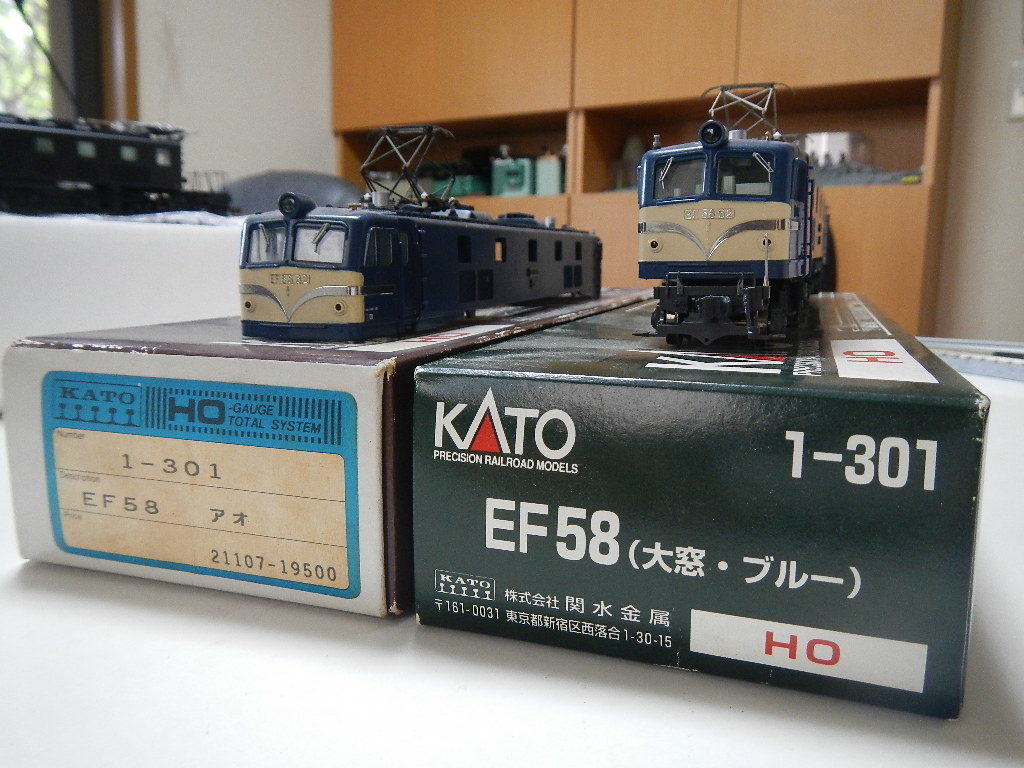 KATO
HO-GAUGE
TOTAL SYSTEM
Number
1-301
Description
EF58 アオ
Price
21107-19500
KATO
PRECISION RAILROAD MODELS
1-301
EF58(大窓・ブルー)
KATO
株式会社 関水金属
〒161-0031 東京都新宿区西落合1-30-15
HO
HO